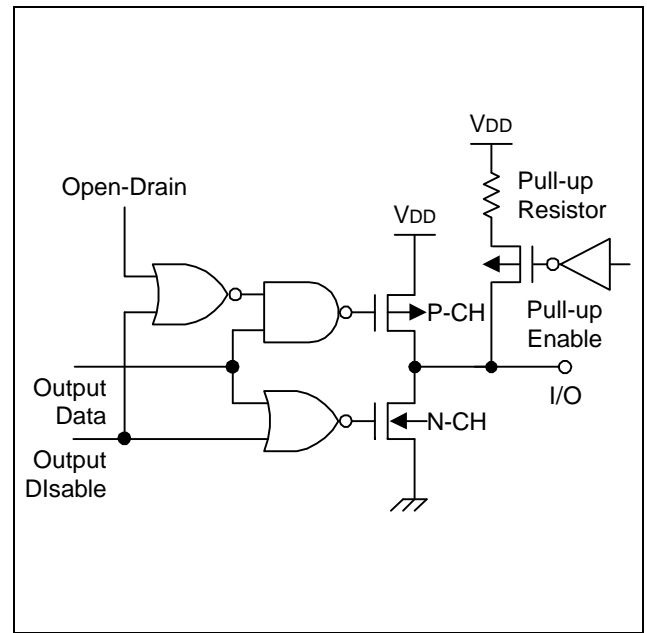 VDD
Open-Drain
Pull-up
Resistor
VDD
P-CH
Pull-up
Enable
Output
Data
I/O
N-CH
Output
DIsable